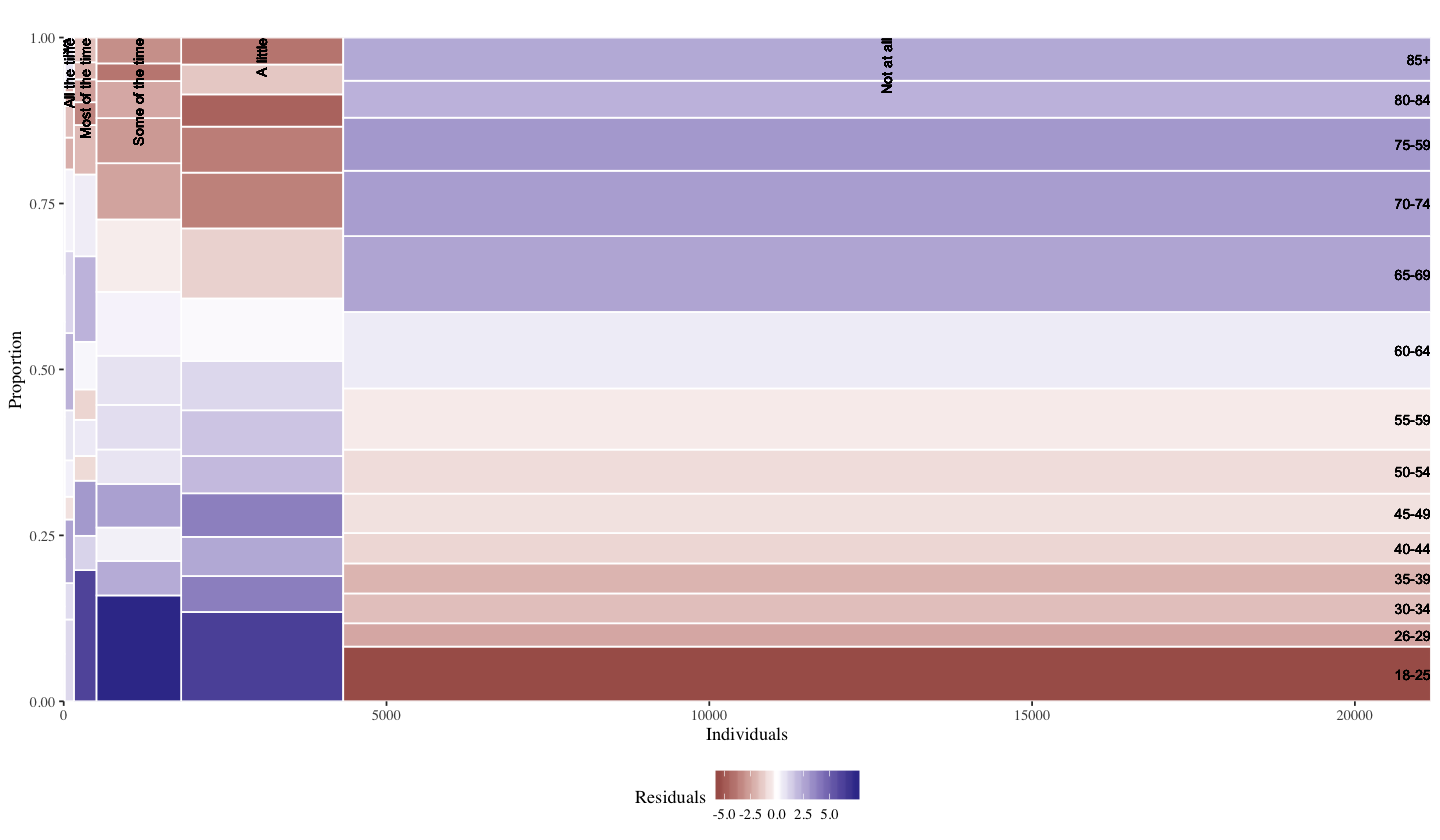 All the time
Most of the time
Some of the time
A little
Not at all
1.00
0.75
0.50
0.25
0.00
Proportion
85+
80-84
75-59
70-74
65-69
60-64
55-59
50-54
45-49
40-44
35-39
30-34
26-29
18-25
0 5000 10000 15000 20000
Individuals
Residuals
-5.0 -2.5 0.0 2.5 5.0